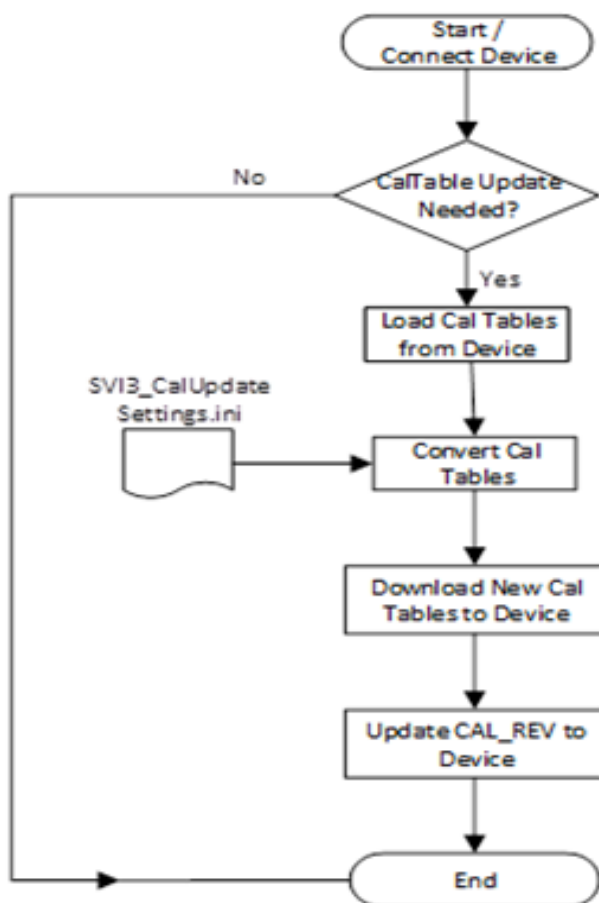 Start /
Connect Device
No
CalTable Update
Needed?
Yes
Load Cal Tables
from Device
SVI3_CalUpdate
Settings.ini
Convert Cal
Tables
Download New Cal
Tables to Device
Update CAL_REV to
Device
End